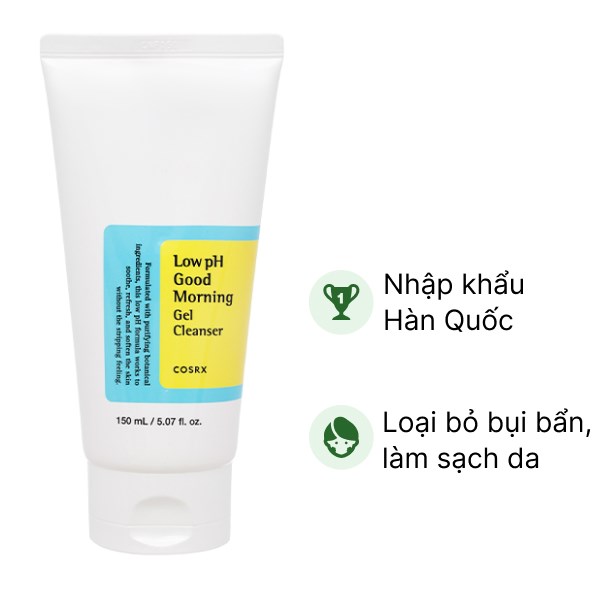 Low pH
Good
Morning
Gel
Cleanser
COSRX
Formulated with purifying botanical
ingredients, this low pH formula works to
soothe, refresh, and soften the skin
without the stripping feeling.
150 mL / 5.07 fl. oz.
1
Nhập khẩu
Hàn Quốc
Loại bỏ bụi bẩn,
làm sạch da